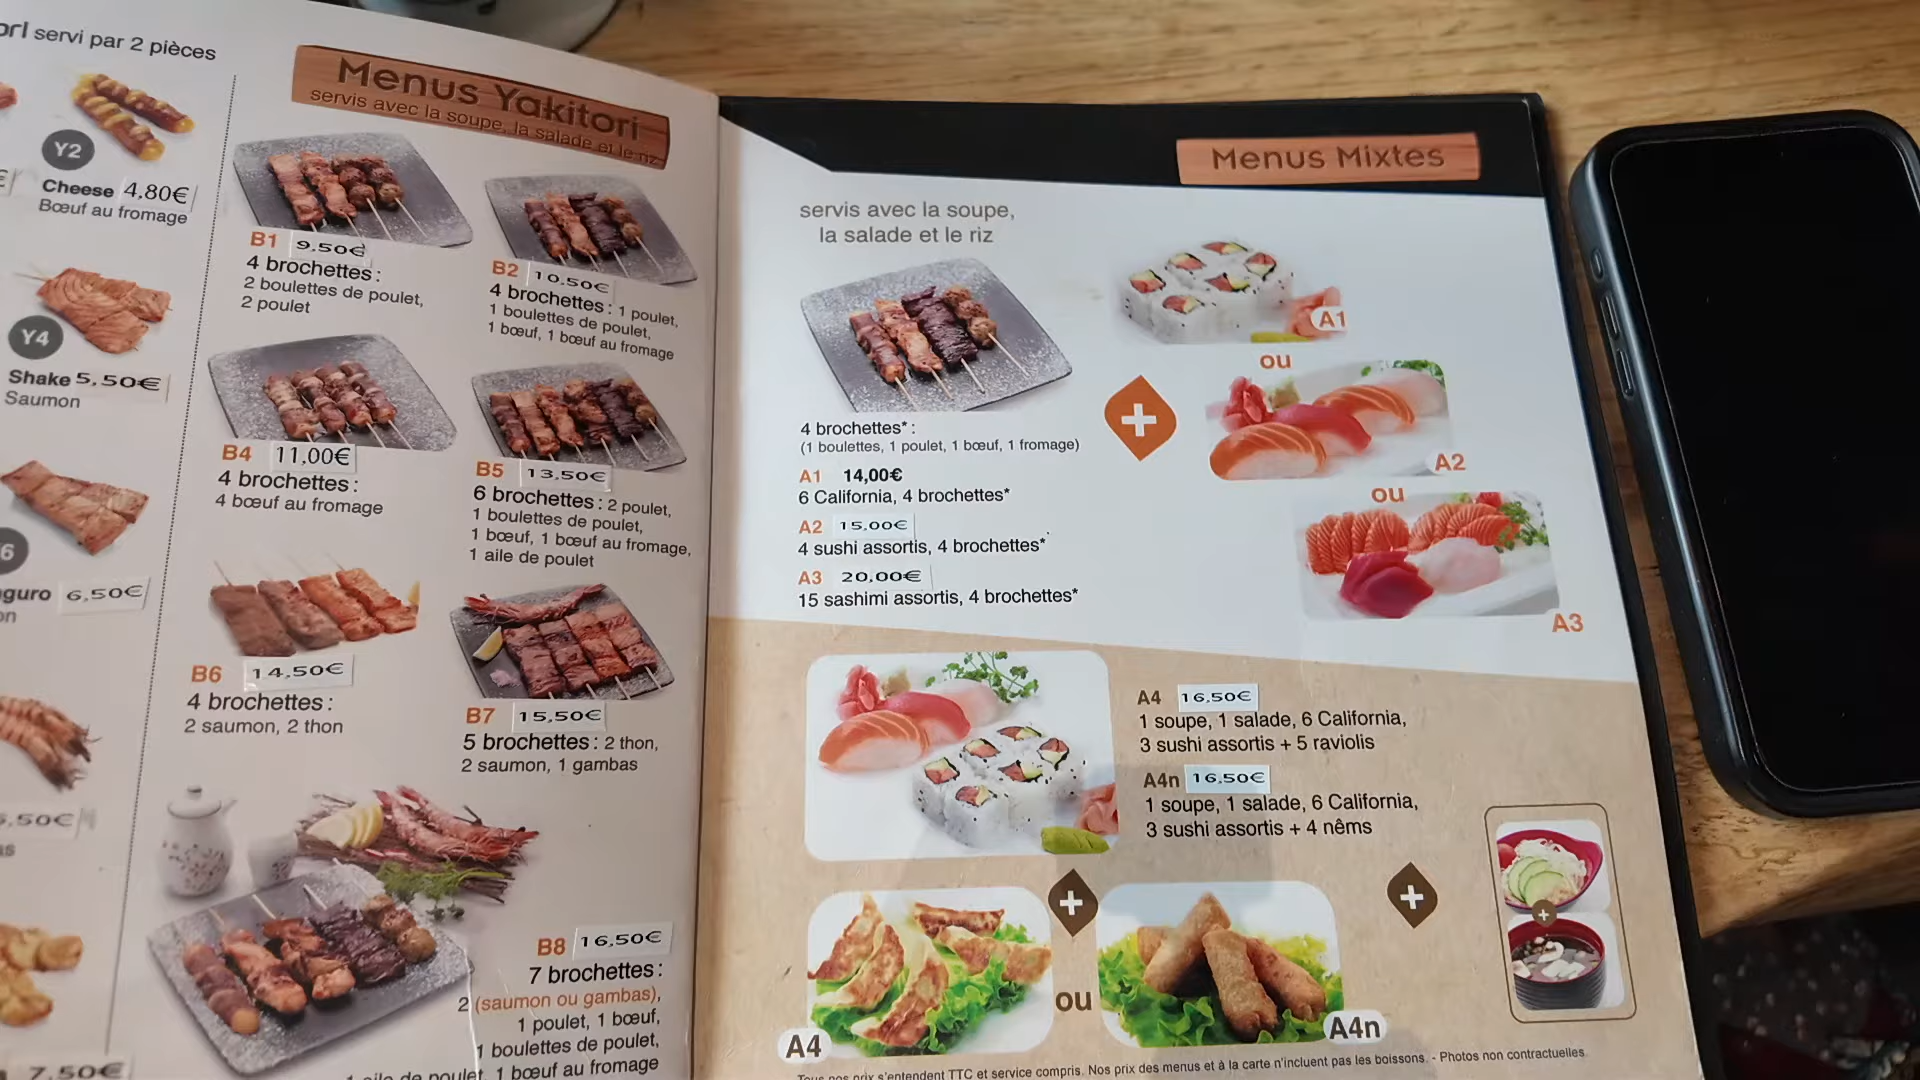 servi par 2 pièces
Y2
Cheese 4,80€
Bœuf au fromage
Y4
Shake 5,50€
Saumon
6,50€
7,50€
Menus Yakitori
servis avec la soupe, la salade et le riz
B1 9.50€
4 brochettes :
2 boulettes de poulet,
2 poulet
B2 10.50€
4 brochettes : 1 poulet,
1 boulettes de poulet,
1 bœuf, 1 bœuf au fromage
B4 11,00€
4 brochettes :
4 bœuf au fromage
B5 13,50€
6 brochettes : 2 poulet,
1 boulettes de poulet,
1 bœuf, 1 bœuf au fromage,
1 aile de poulet
B6 14,50€
4 brochettes :
2 saumon, 2 thon
B7 15,50€
5 brochettes : 2 thon,
2 saumon, 1 gambas
B8 16,50€
7 brochettes :
2 (saumon ou gambas),
1 poulet, 1 bœuf,
1 boulettes de poulet,
1 aile de poulet, 1 bœuf au fromage
Menus Mixtes
servis avec la soupe,
la salade et le riz
A1
ou
A2
ou
A3
4 brochettes* :
(1 boulettes, 1 poulet, 1 bœuf, 1 fromage)
A1 14,00€
6 California, 4 brochettes*
A2 15,00€
4 sushi assortis, 4 brochettes*
A3 20,00€
15 sashimi assortis, 4 brochettes*
A4 16,50€
1 soupe, 1 salade, 6 California,
3 sushi assortis + 5 raviolis
A4n 16,50€
1 soupe, 1 salade, 6 California,
3 sushi assortis + 4 nêms
A4
ou
A4n
Tous nos prix s'entendent TTC et service compris. Nos prix des menus et à la carte n'incluent pas les boissons. - Photos non contractuelles